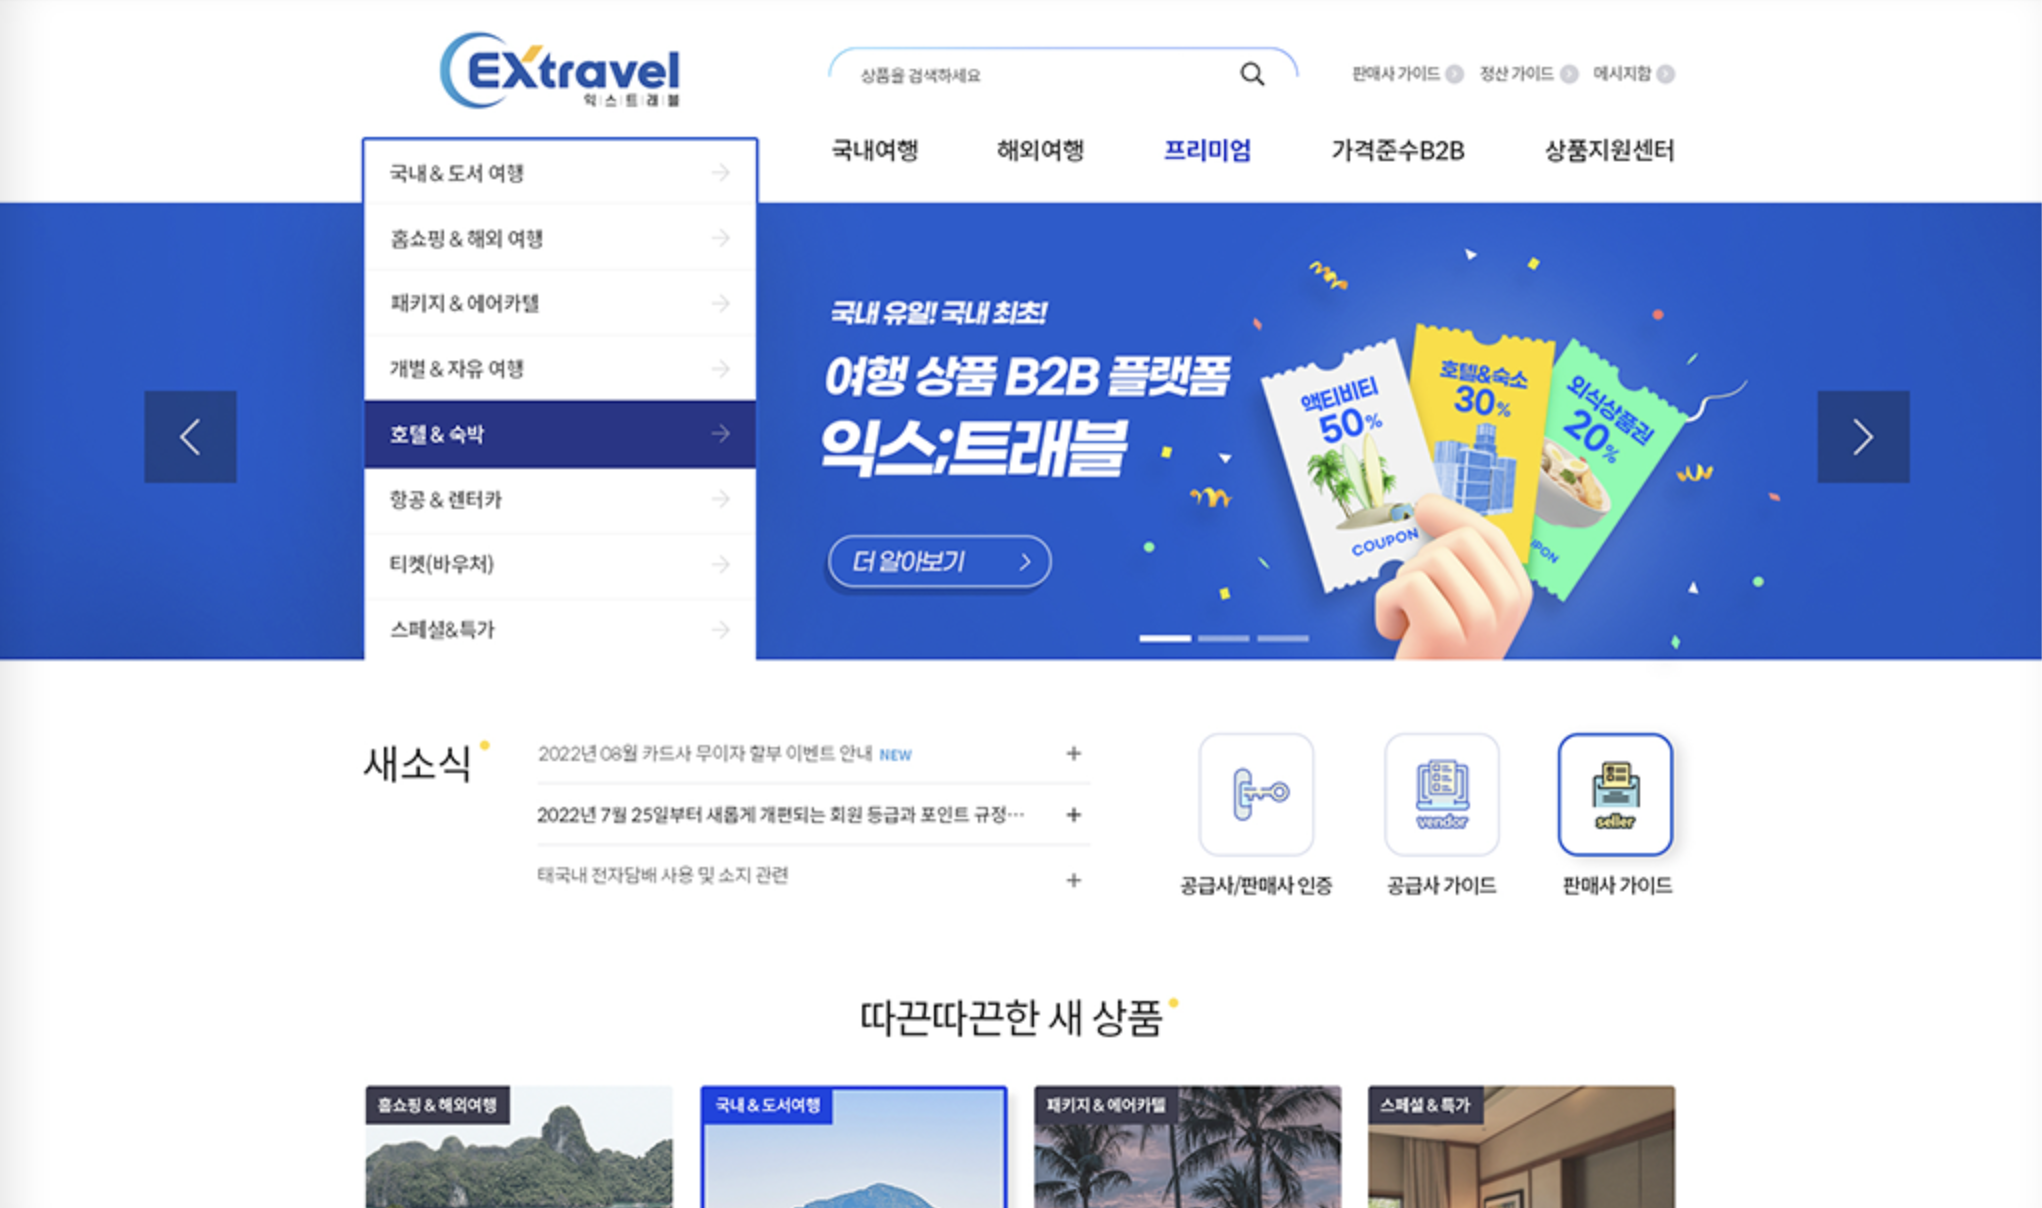 EXtravel
익스트래블
상품을 검색하세요
판매사 가이드
정산 가이드
메시지함
국내여행
해외여행
프리미엄
가격준수B2B
상품지원센터
국내 & 도서 여행
홈쇼핑 & 해외 여행
패키지 & 에어카텔
개별 & 자유 여행
호텔 & 숙박
항공 & 렌터카
티켓(바우처)
스페셜&특가
국내 유일! 국내 최초!
여행 상품 B2B 플랫폼
익스;트래블
더 알아보기
액티비티
50%
COUPON
호텔&숙소
30%
외식상품권
20%
UPON
새소식
2022년 08월 카드사 무이자 할부 이벤트 안내 NEW
2022년 7월 25일부터 새롭게 개편되는 회원 등급과 포인트 규정…
태국내 전자담배 사용 및 소지 관련
공급사/판매사 인증
vendor
공급사 가이드
seller
판매사 가이드
따끈따끈한 새 상품
홈쇼핑 & 해외여행
국내 & 도서여행
패키지 & 에어카텔
스페셜 & 특가